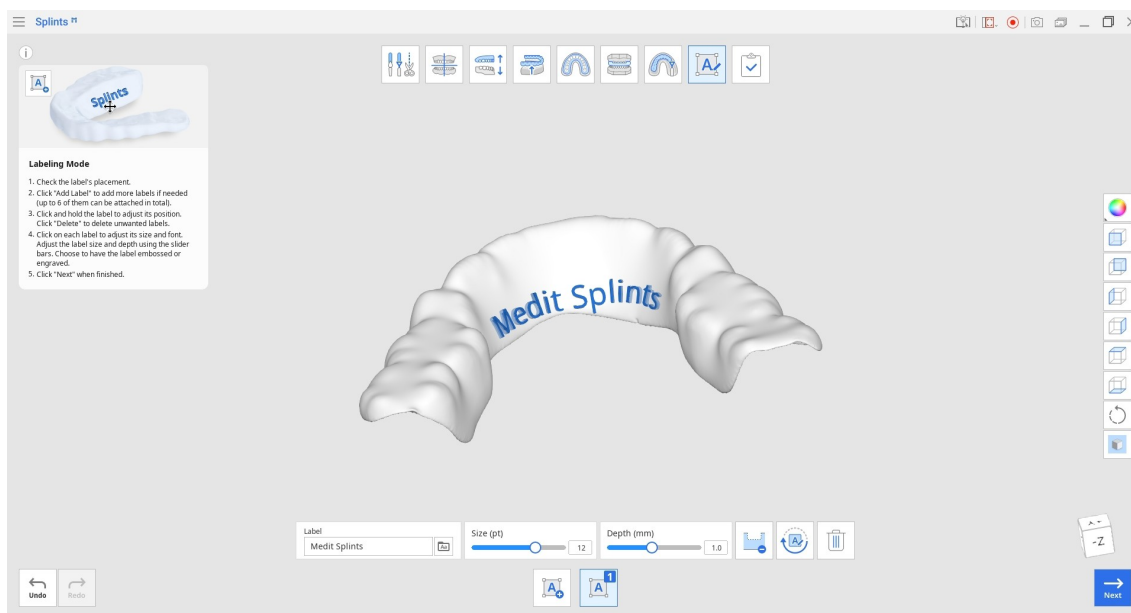 Splints
Splints
Labeling Mode
1. Check the label's placement.
2. Click "Add Label" to add more labels if needed
(up to 6 of them can be attached in total).
3. Click and hold the label to adjust its position.
Click "Delete" to delete unwanted labels.
4. Click on each label to adjust its size and font.
Adjust the label size and depth using the slider
bars. Choose to have the label embossed or
engraved.
5. Click "Next" when finished.
Medit Splints
Label
Medit Splints
Size (pt)
12
Depth (mm)
1.0
-Z
1
Undo
Redo
Next